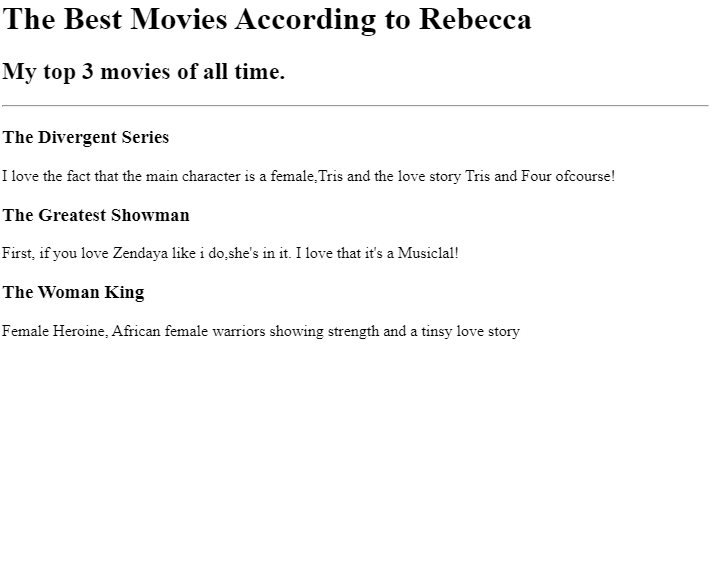 The Best Movies According to Rebecca
My top 3 movies of all time.
The Divergent Series
I love the fact that the main character is a female,Tris and the love story Tris and Four ofcourse!
The Greatest Showman
First, if you love Zendaya like i do,she's in it. I love that it's a Musiclal!
The Woman King
Female Heroine, African female warriors showing strength and a tinsy love story